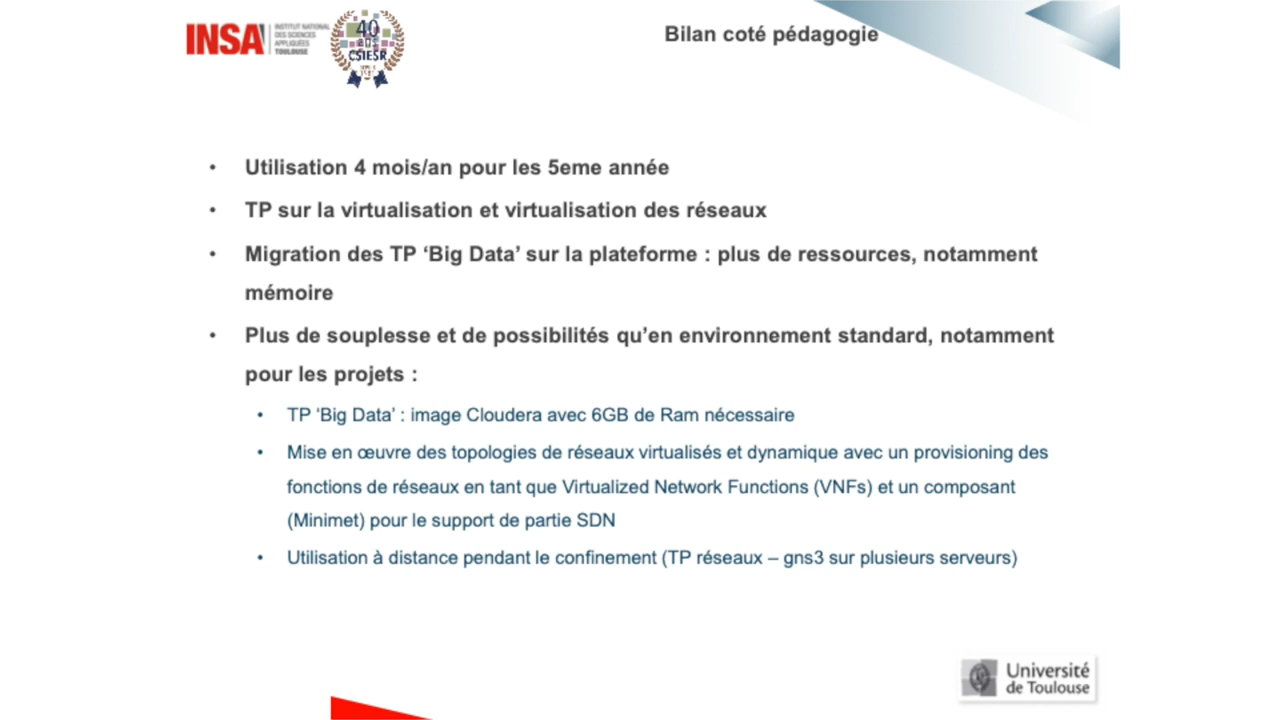 INSA
INSTITUT NATIONAL
DES SCIENCES
APPLIQUÉES
TOULOUSE
40
ans
CSIESR
Bilan coté pédagogie
• Utilisation 4 mois/an pour les 5eme année
• TP sur la virtualisation et virtualisation des réseaux
• Migration des TP ‘Big Data’ sur la plateforme : plus de ressources, notamment
mémoire
• Plus de souplesse et de possibilités qu’en environnement standard, notamment
pour les projets :
• TP ‘Big Data’ : image Cloudera avec 6GB de Ram nécessaire
• Mise en œuvre des topologies de réseaux virtualisés et dynamique avec un provisioning des
fonctions de réseaux en tant que Virtualized Network Functions (VNFs) et un composant
(Minimet) pour le support de partie SDN
• Utilisation à distance pendant le confinement (TP réseaux – gns3 sur plusieurs serveurs)
Université
de Toulouse